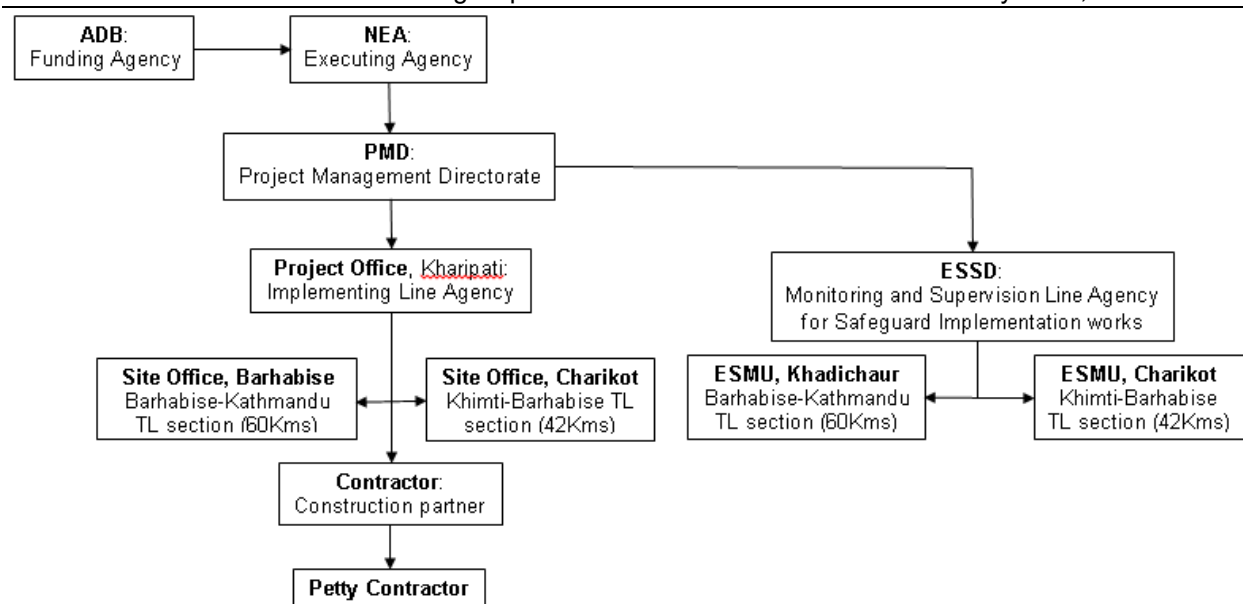 ADB:
Funding Agency
NEA:
Executing Agency
PMD:
Project Management Directorate
Project Office, Kharipati:
Implementing Line Agency
ESSD:
Monitoring and Supervision Line Agency
for Safeguard Implementation works
Site Office, Barhabise
Barhabise-Kathmandu
TL section (60Kms)
Site Office, Charikot
Khimti-Barhabise TL
section (42Kms)
ESMU, Khadichaur
Barhabise-Kathmandu
TL section (60Kms)
ESMU, Charikot
Khimti-Barhabise
TL section (42Kms)
Contractor:
Construction partner
Petty Contractor